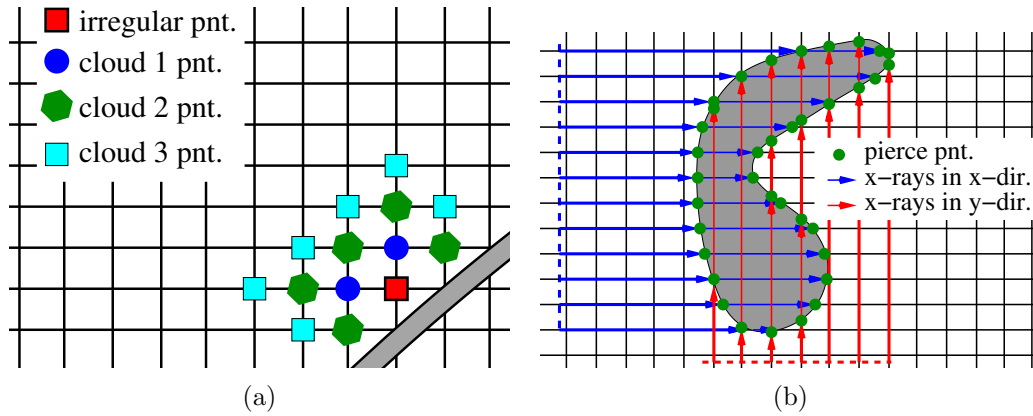 irregular pnt.
cloud 1 pnt.
cloud 2 pnt.
cloud 3 pnt.
pierce pnt.
x-rays in x-dir.
x-rays in y-dir.
(a)
(b)